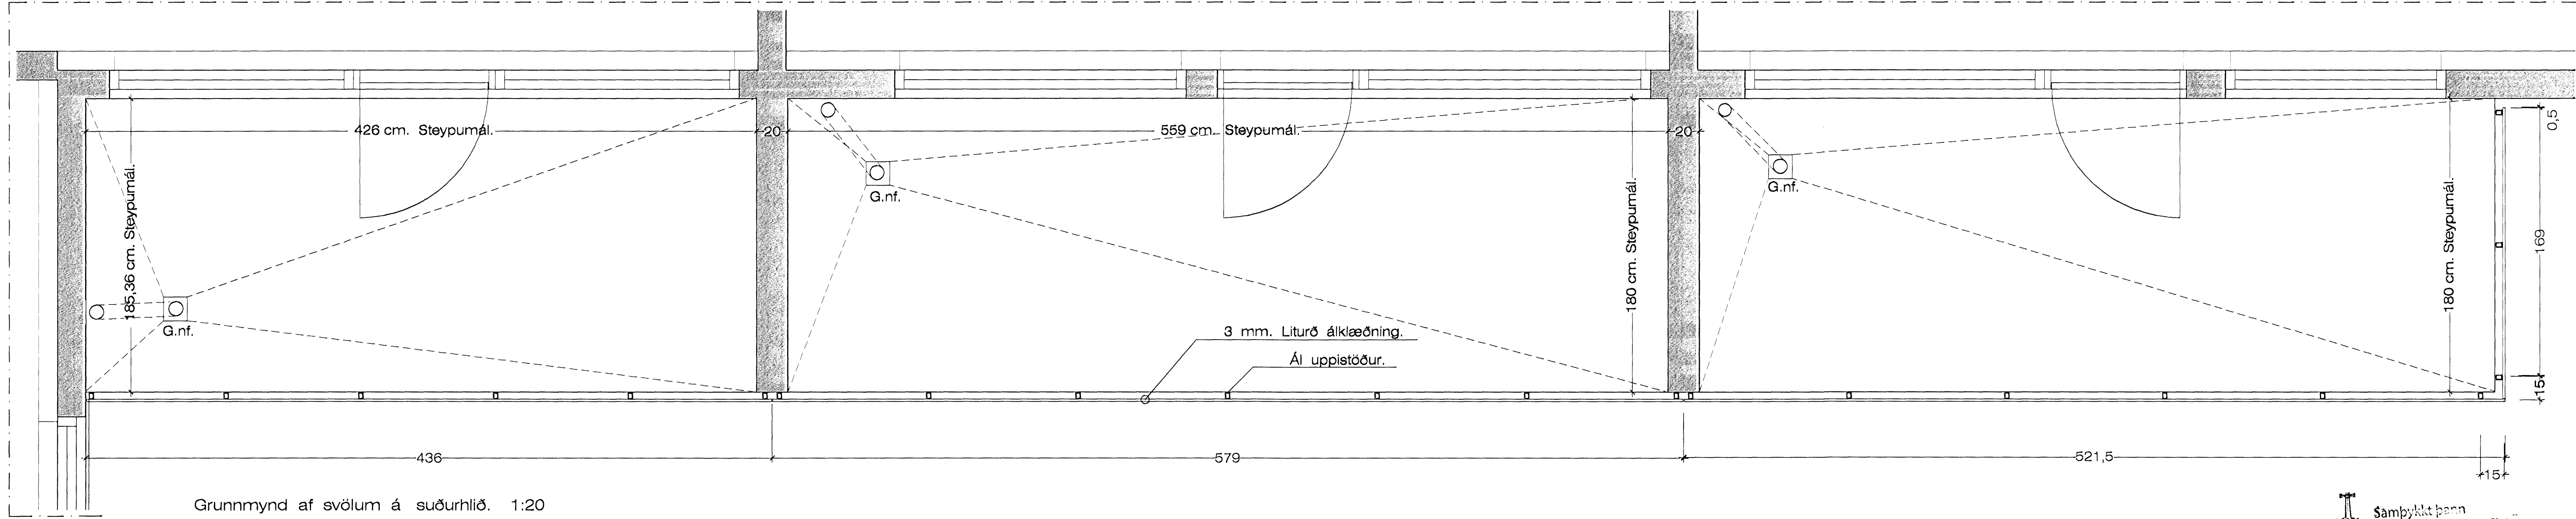 426 cm. Steypumál.
20
559 cm. Steypumál.
20
0,5
185,36 cm. Steypumál.
G.nf.
G.nf.
180 cm. Steypumál.
G.nf.
180 cm. Steypumál.
169
15
3 mm. Liturð álklæðning.
Ál uppistöður.
436
579
521,5
15
Grunnmynd af svölum á suðurhlið. 1:20
Samþykkt þann